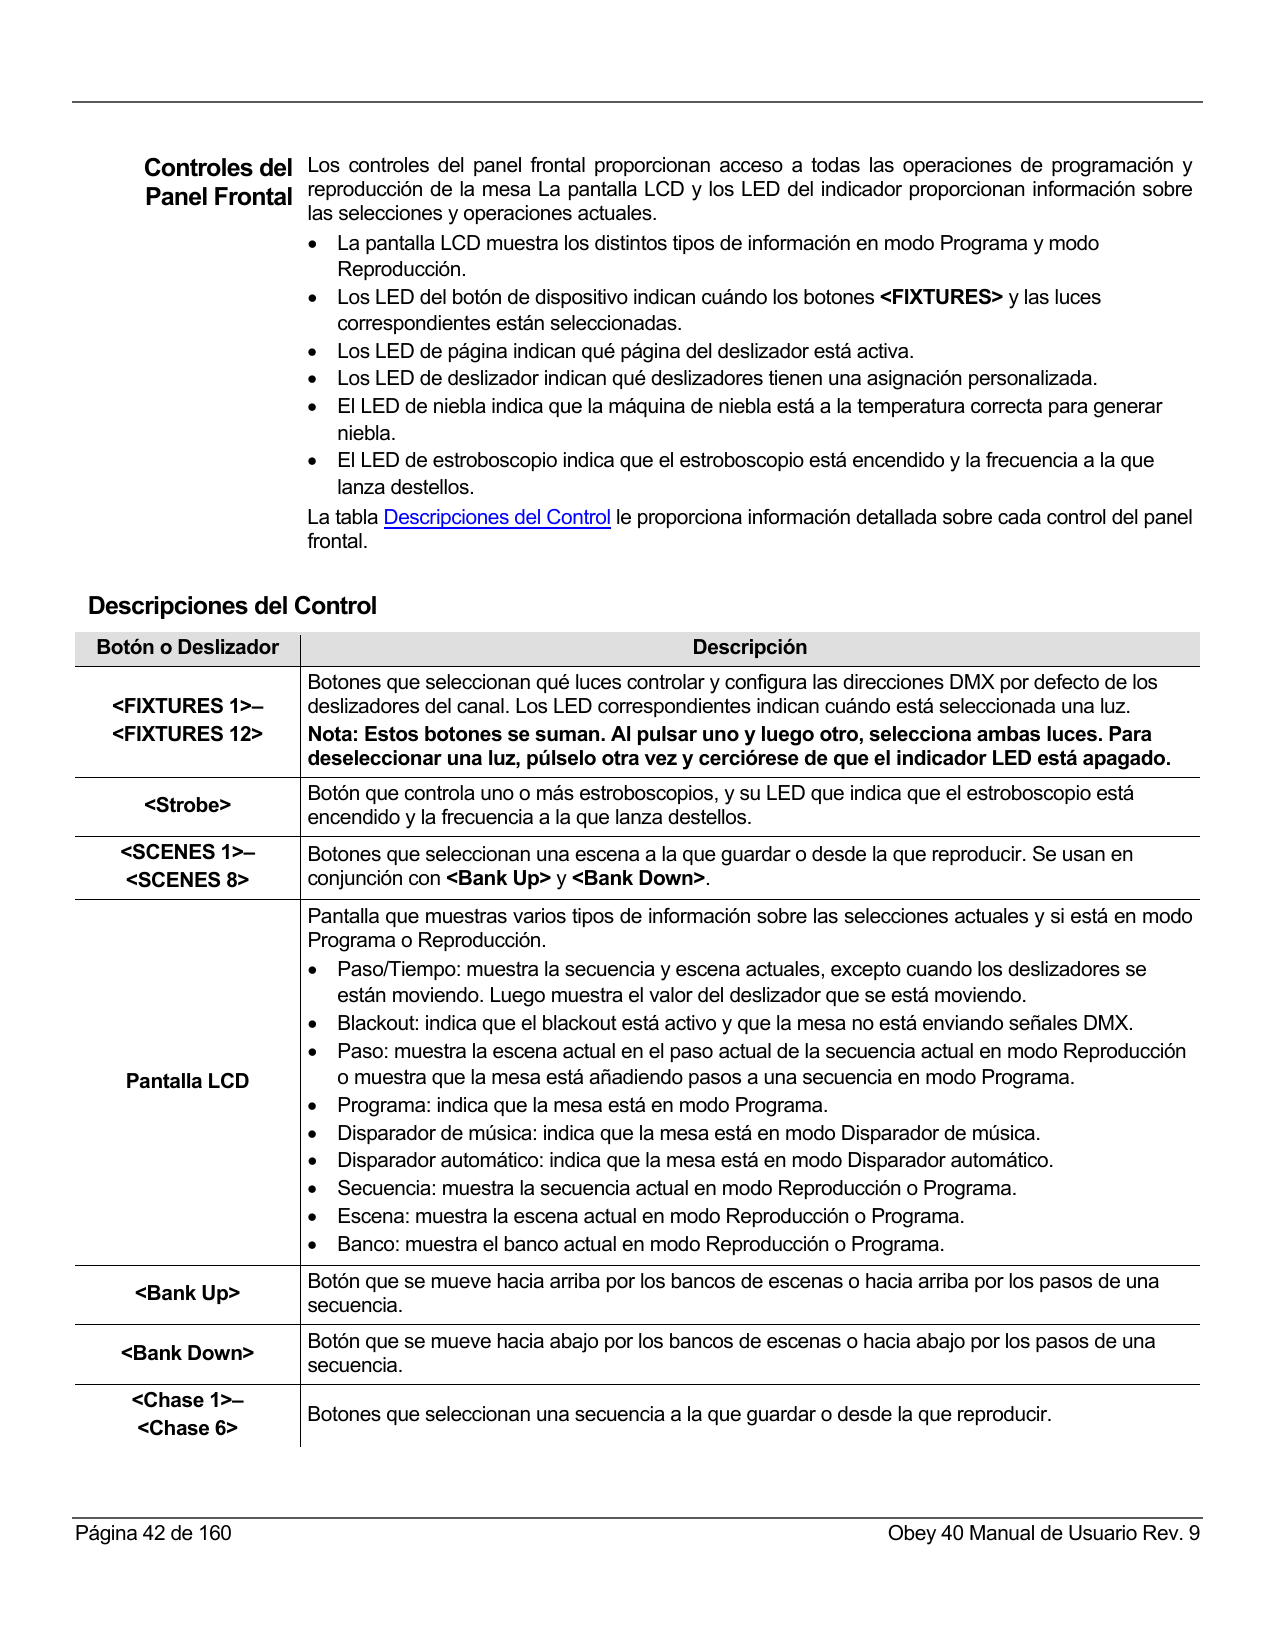 Controles del
Panel Frontal
Los controles del panel frontal proporcionan acceso a todas las operaciones de programación y
reproducción de la mesa La pantalla LCD y los LED del indicador proporcionan información sobre
las selecciones y operaciones actuales.
• La pantalla LCD muestra los distintos tipos de información en modo Programa y modo
Reproducción.
• Los LED del botón de dispositivo indican cuándo los botones <FIXTURES> y las luces
correspondientes están seleccionadas.
• Los LED de página indican qué página del deslizador está activa.
• Los LED de deslizador indican qué deslizadores tienen una asignación personalizada.
• El LED de niebla indica que la máquina de niebla está a la temperatura correcta para generar
niebla.
• El LED de estroboscopio indica que el estroboscopio está encendido y la frecuencia a la que
lanza destellos.
La tabla Descripciones del Control le proporciona información detallada sobre cada control del panel
frontal.
Descripciones del Control
Botón o Deslizador Descripción
<FIXTURES 1>–
<FIXTURES 12>
Botones que seleccionan qué luces controlar y configura las direcciones DMX por defecto de los
deslizadores del canal. Los LED correspondientes indican cuándo está seleccionada una luz.
Nota: Estos botones se suman. Al pulsar uno y luego otro, selecciona ambas luces. Para
deseleccionar una luz, púlselo otra vez y cerciórese de que el indicador LED está apagado.
<Strobe>
Botón que controla uno o más estroboscopios, y su LED que indica que el estroboscopio está
encendido y la frecuencia a la que lanza destellos.
<SCENES 1>–
<SCENES 8>
Botones que seleccionan una escena a la que guardar o desde la que reproducir. Se usan en
conjunción con <Bank Up> y <Bank Down>.
Pantalla LCD
Pantalla que muestras varios tipos de información sobre las selecciones actuales y si está en modo
Programa o Reproducción.
• Paso/Tiempo: muestra la secuencia y escena actuales, excepto cuando los deslizadores se
están moviendo. Luego muestra el valor del deslizador que se está moviendo.
• Blackout: indica que el blackout está activo y que la mesa no está enviando señales DMX.
• Paso: muestra la escena actual en el paso actual de la secuencia actual en modo Reproducción
o muestra que la mesa está añadiendo pasos a una secuencia en modo Programa.
• Programa: indica que la mesa está en modo Programa.
• Disparador de música: indica que la mesa está en modo Disparador de música.
• Disparador automático: indica que la mesa está en modo Disparador automático.
• Secuencia: muestra la secuencia actual en modo Reproducción o Programa.
• Escena: muestra la escena actual en modo Reproducción o Programa.
• Banco: muestra el banco actual en modo Reproducción o Programa.
<Bank Up>
Botón que se mueve hacia arriba por los bancos de escenas o hacia arriba por los pasos de una
secuencia.
<Bank Down>
Botón que se mueve hacia abajo por los bancos de escenas o hacia abajo por los pasos de una
secuencia.
<Chase 1>–
<Chase 6>
Botones que seleccionan una secuencia a la que guardar o desde la que reproducir.
Página 42 de 160 Obey 40 Manual de Usuario Rev. 9